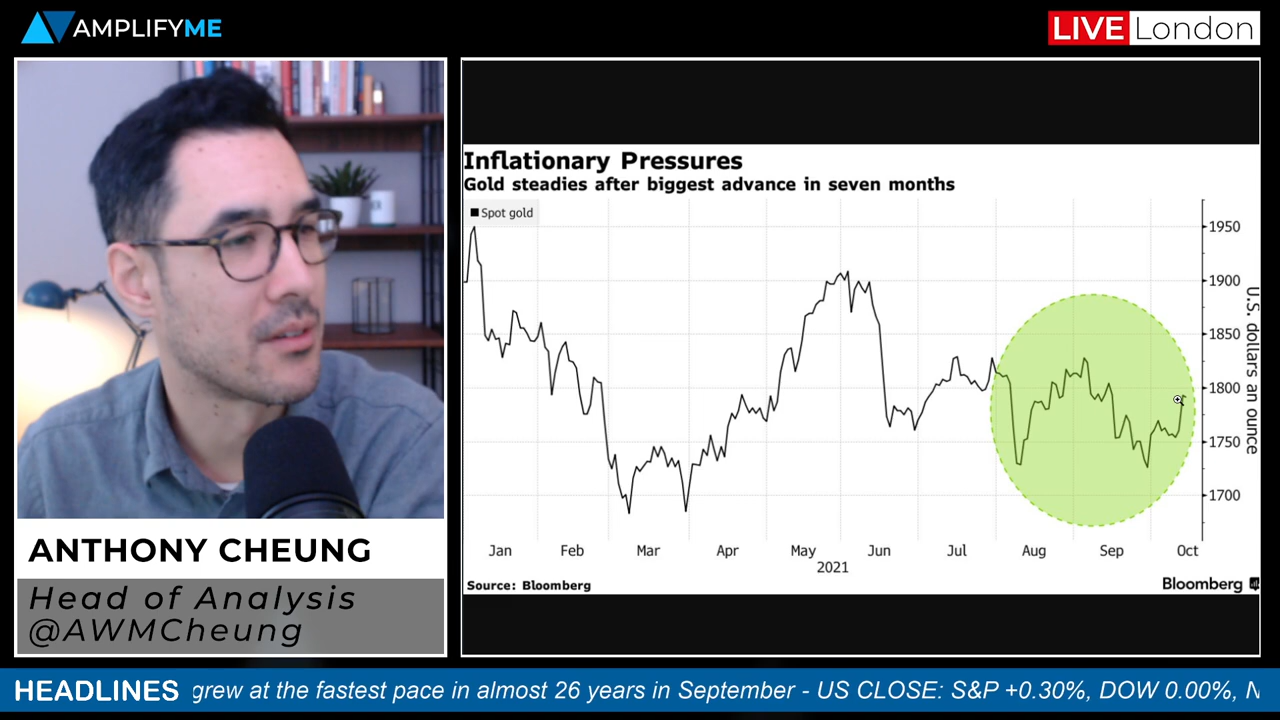 AMPLIFYME
LIVE London
Inflationary Pressures
Gold steadies after biggest advance in seven months
Spot gold
1950
1900
1850
1800
1750
1700
U.S. dollars an ounce
Jan Feb Mar Apr May Jun Jul Aug Sep Oct
2021
Source: Bloomberg
Bloomberg
ANTHONY CHEUNG
Head of Analysis
@AWMCheung
HEADLINES grew at the fastest pace in almost 26 years in September - US CLOSE: S&P +0.30%, DOW 0.00%, N